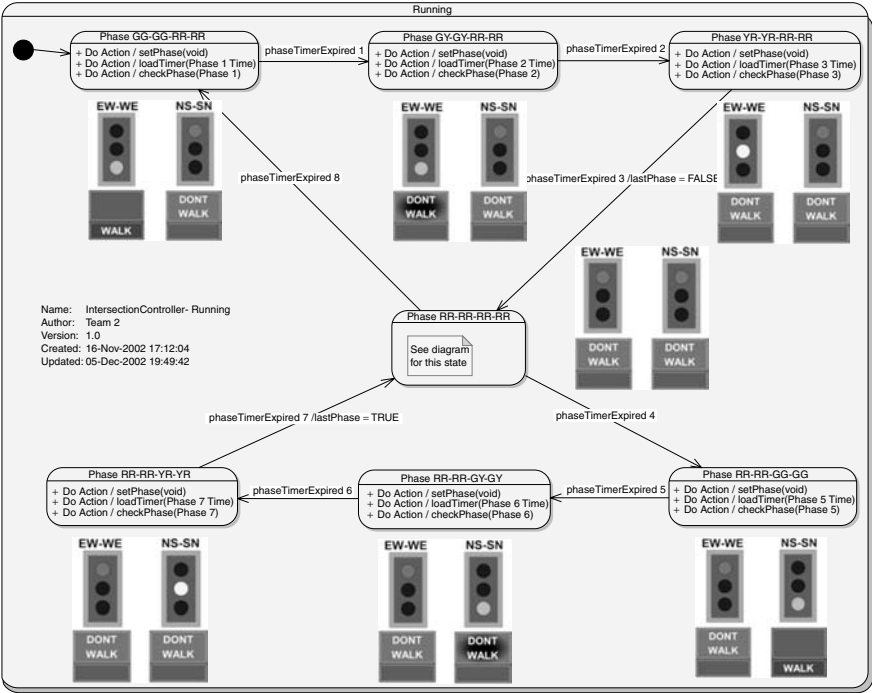 Running
Phase GG-GG-RR-RR
+ Do Action / setPhase(void)
+ Do Action / loadTimer(Phase 1 Time)
+ Do Action / checkPhase(Phase 1)
phaseTimerExpired 1
Phase GY-GY-RR-RR
+ Do Action / setPhase(void)
+ Do Action / loadTimer(Phase 2 Time)
+ Do Action / checkPhase(Phase 2)
phaseTimerExpired 2
Phase YR-YR-RR-RR
+ Do Action / setPhase(void)
+ Do Action / loadTimer(Phase 3 Time)
+ Do Action / checkPhase(Phase 3)
EW-WE
NS-SN
WALK
DONT
WALK
EW-WE
NS-SN
DONT
WALK
DONT
WALK
EW-WE
NS-SN
DONT
WALK
DONT
WALK
phaseTimerExpired 8
phaseTimerExpired 3 /lastPhase = FALSE
EW-WE
NS-SN
DONT
WALK
DONT
WALK
Name: IntersectionController- Running
Author: Team 2
Version: 1.0
Created: 16-Nov-2002 17:12:04
Updated: 05-Dec-2002 19:49:42
Phase RR-RR-RR-RR
See diagram
for this state
phaseTimerExpired 7 /lastPhase = TRUE
phaseTimerExpired 4
Phase RR-RR-YR-YR
+ Do Action / setPhase(void)
+ Do Action / loadTimer(Phase 7 Time)
+ Do Action / checkPhase(Phase 7)
phaseTimerExpired 6
Phase RR-RR-GY-GY
+ Do Action / setPhase(void)
+ Do Action / loadTimer(Phase 6 Time)
+ Do Action / checkPhase(Phase 6)
phaseTimerExpired 5
Phase RR-RR-GG-GG
+ Do Action / setPhase(void)
+ Do Action / loadTimer(Phase 5 Time)
+ Do Action / checkPhase(Phase 5)
EW-WE
NS-SN
DONT
WALK
DONT
WALK
EW-WE
NS-SN
DONT
WALK
DONT
WALK
EW-WE
NS-SN
DONT
WALK
WALK